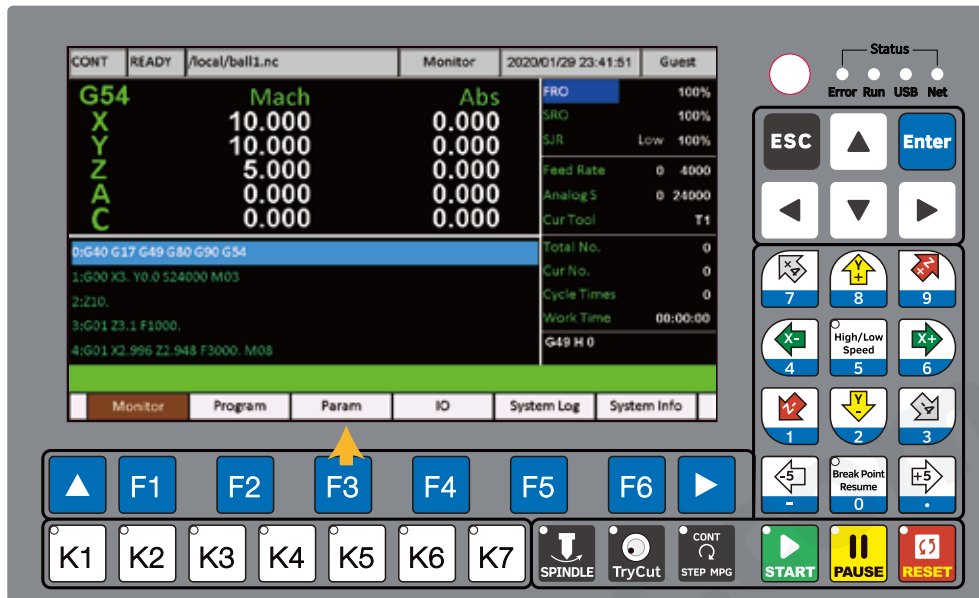 CONT READY /local/ball1.nc Monitor 2020/01/29 23:41:51 Guest
G54 Mach Abs
X 10.000 0.000
Y 10.000 0.000
Z 5.000 0.000
A 0.000 0.000
C 0.000 0.000
FRO 100%
SRO 100%
SJR Low 100%
Feed Rate 0 4000
Analog S 0 24000
Cur Tool T1
Total No. 0
Cur No. 0
Cycle Times 0
Work Time 00:00:00
G49 H 0
0:G40 G17 G49 G80 G90 G54
1:G00 X3. Y0.0 S24000 M03
2:Z10.
3:G01 Z3.1 F1000.
4:G01 X2.996 Z2.948 F3000. M08
Monitor Program Param IO System Log System Info
Status
Error Run USB Net
ESC Enter
X4 Y+ Z+
7 8 9
X- High/Low Speed X+
4 5 6
Z- Y- -4
1 2 3
-5 Break Point Resume +5
- 0 .
F1 F2 F3 F4 F5 F6
K1 K2 K3 K4 K5 K6 K7
SPINDLE TryCut CONT STEP MPG START PAUSE RESET